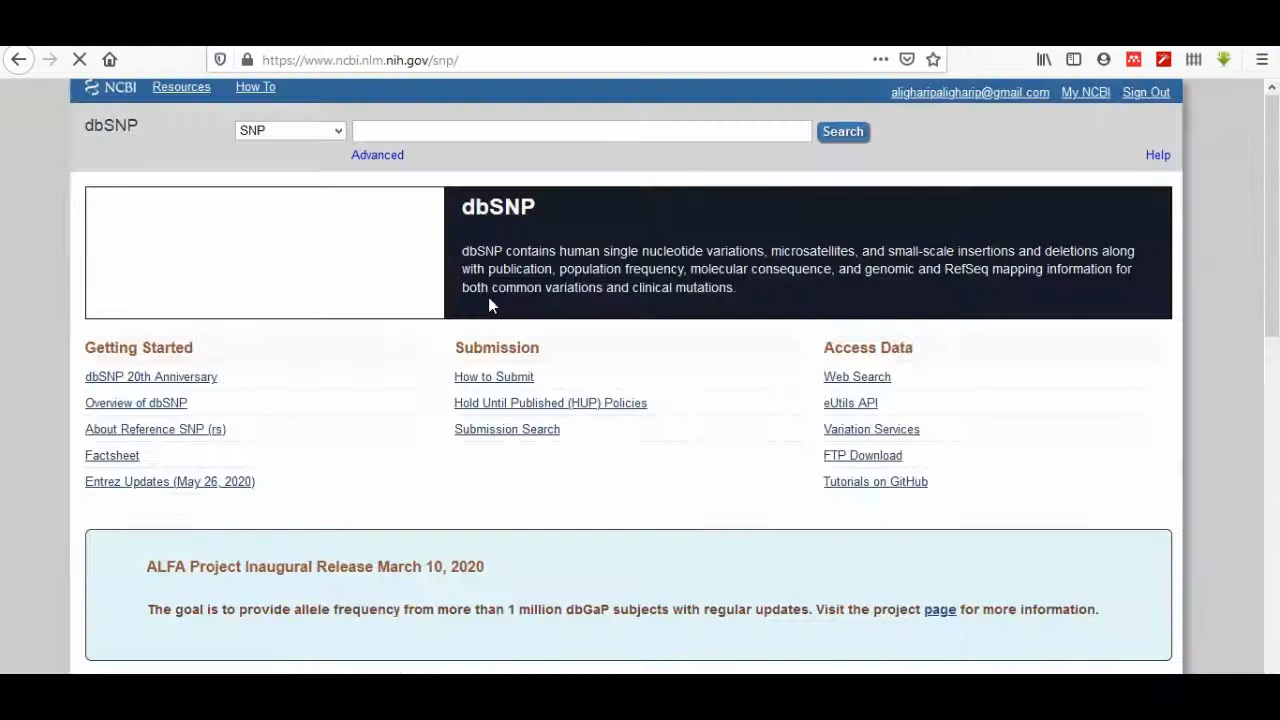 https://www.ncbi.nlm.nih.gov/snp/
NCBI Resources How To aligharipaligharip@gmail.com My NCBI Sign Out
dbSNP SNP Search
Advanced Help
dbSNP
dbSNP contains human single nucleotide variations, microsatellites, and small-scale insertions and deletions along
with publication, population frequency, molecular consequence, and genomic and RefSeq mapping information for
both common variations and clinical mutations.
Getting Started
dbSNP 20th Anniversary
Overview of dbSNP
About Reference SNP (rs)
Factsheet
Entrez Updates (May 26, 2020)
Submission
How to Submit
Hold Until Published (HUP) Policies
Submission Search
Access Data
Web Search
eUtils API
Variation Services
FTP Download
Tutorials on GitHub
ALFA Project Inaugural Release March 10, 2020
The goal is to provide allele frequency from more than 1 million dbGaP subjects with regular updates. Visit the project page for more information.